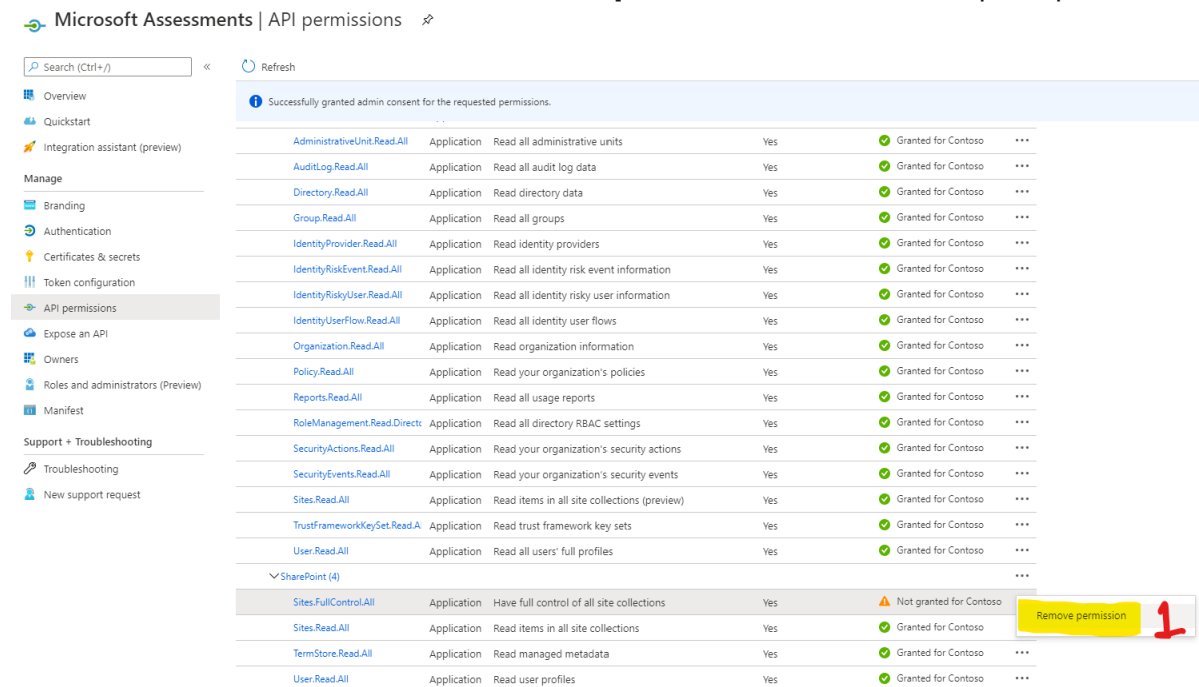 Microsoft Assessments | API permissions
Search (Ctrl+/)
«
Refresh
Overview
Quickstart
Integration assistant (preview)
Manage
Branding
Authentication
Certificates & secrets
Token configuration
API permissions
Expose an API
Owners
Roles and administrators (Preview)
Manifest
Support + Troubleshooting
Troubleshooting
New support request
Successfully granted admin consent for the requested permissions.
AdministrativeUnit.Read.All Application Read all administrative units Yes Granted for Contoso ...
AuditLog.Read.All Application Read all audit log data Yes Granted for Contoso ...
Directory.Read.All Application Read directory data Yes Granted for Contoso ...
Group.Read.All Application Read all groups Yes Granted for Contoso ...
IdentityProvider.Read.All Application Read identity providers Yes Granted for Contoso ...
IdentityRiskEvent.Read.All Application Read all identity risk event information Yes Granted for Contoso ...
IdentityRiskyUser.Read.All Application Read all identity risky user information Yes Granted for Contoso ...
IdentityUserFlow.Read.All Application Read all identity user flows Yes Granted for Contoso ...
Organization.Read.All Application Read organization information Yes Granted for Contoso ...
Policy.Read.All Application Read your organization's policies Yes Granted for Contoso ...
Reports.Read.All Application Read all usage reports Yes Granted for Contoso ...
RoleManagement.Read.Directo Application Read all directory RBAC settings Yes Granted for Contoso ...
SecurityActions.Read.All Application Read your organization's security actions Yes Granted for Contoso ...
SecurityEvents.Read.All Application Read your organization's security events Yes Granted for Contoso ...
Sites.Read.All Application Read items in all site collections (preview) Yes Granted for Contoso ...
TrustFrameworkKeySet.Read.A Application Read trust framework key sets Yes Granted for Contoso ...
User.Read.All Application Read all users' full profiles Yes Granted for Contoso ...
SharePoint (4) ...
Sites.FullControl.All Application Have full control of all site collections Yes Not granted for Contoso
Remove permission 1
Sites.Read.All Application Read items in all site collections Yes Granted for Contoso
TermStore.Read.All Application Read managed metadata Yes Granted for Contoso ...
User.Read.All Application Read user profiles Yes Granted for Contoso ...